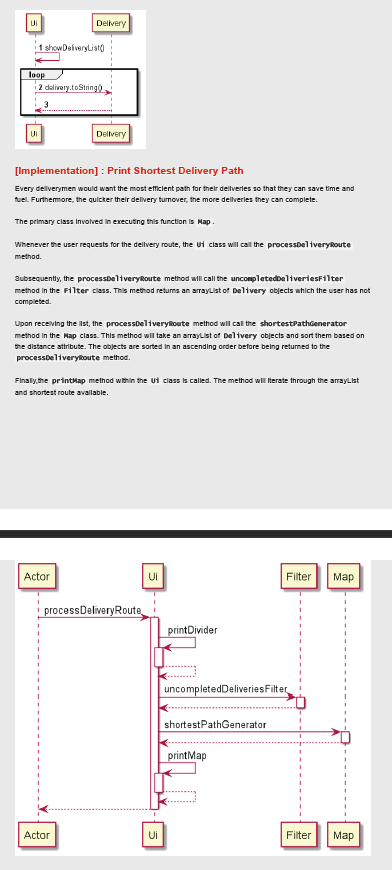 Ui Delivery
1 showDeliveryList()
loop
2 delivery.toString()
3
Ui Delivery
[Implementation] : Print Shortest Delivery Path
Every deliverymen would want the most efficient path for their deliveries so that they can save time and
fuel. Furthermore, the quicker their delivery turnover, the more deliveries they can complete.
The primary class involved in executing this function is Map .
Whenever the user requests for the delivery route, the Ui class will call the processDeliveryRoute
method.
Subsequently, the processDeliveryRoute method will call the uncompletedDeliveriesFilter
method in the Filter class. This method returns an arrayList of Delivery objects which the user has not
completed.
Upon receiving the list, the processDeliveryRoute method will call the shortestPathGenerator
method in the Map class. This method will take an arrayList of Delivery objects and sort them based on
the distance attribute. The objects are sorted in an ascending order before being returned to the
processDeliveryRoute method.
Finally,the printMap method within the Ui class is called. The method will iterate through the arrayList
and shortest route available.
Actor Ui Filter Map
processDeliveryRoute
printDivider
uncompletedDeliveriesFilter
shortestPathGenerator
printMap
Actor Ui Filter Map